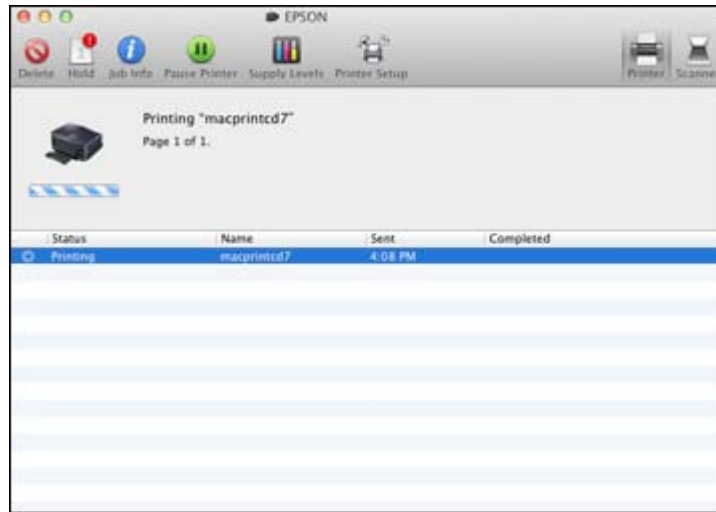 EPSON
Delete Hold Job Info Pause Printer Supply Levels Printer Setup Printer Scanne
Printing "macprintcd7"
Page 1 of 1.
Status Name Sent Completed
Printing macprintcd7 4:08 PM